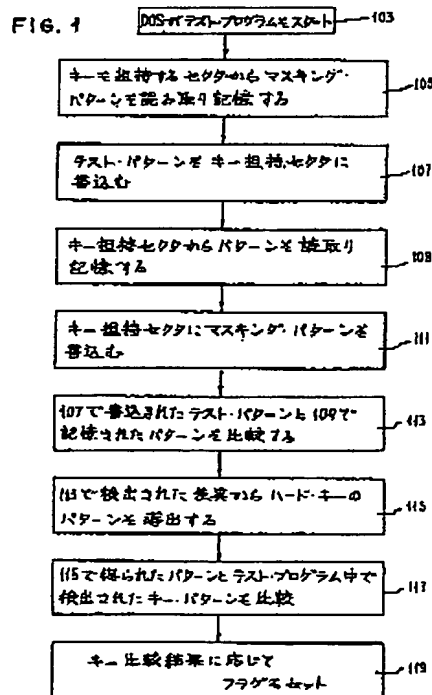 FIG. 1
DOSがテスト・プログラムをスタート
103
キーを担持するセクタからマスキング・
パターンを読み取り記憶する
105
テスト・パターンをキー担持セクタに
書込む
107
キー担持セクタからパターンを読取り
記憶する
109
キー担持セクタにマスキング・パターンを
書込む
111
107で書込されたテスト・パターンと109で
記憶されたパターンを比較する
113
113で検出された差異からハード・キーの
パターンを導出する
115
115で得られたパターンとテスト・プログラム中で
検出されたキー・パターンを比較
117
キー比較結果に応じて
フラグをセット
119